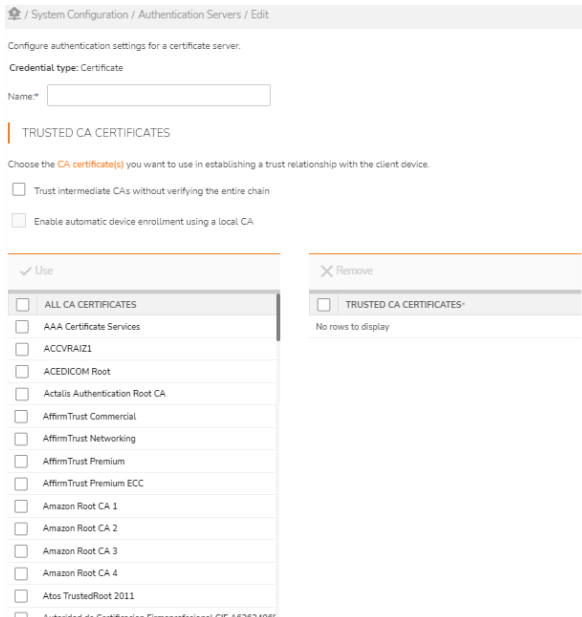 / System Configuration / Authentication Servers / Edit
Configure authentication settings for a certificate server.
Credential type: Certificate
Name:*
TRUSTED CA CERTIFICATES
Choose the CA certificate(s) you want to use in establishing a trust relationship with the client device.
Trust intermediate CAs without verifying the entire chain
Enable automatic device enrollment using a local CA
Use
ALL CA CERTIFICATES
AAA Certificate Services
ACCVRAIZ1
ACEDICOM Root
Actalis Authentication Root CA
AffirmTrust Commercial
AffirmTrust Networking
AffirmTrust Premium
AffirmTrust Premium ECC
Amazon Root CA 1
Amazon Root CA 2
Amazon Root CA 3
Amazon Root CA 4
Atos TrustedRoot 2011
Autoridad de Certificacion Firmaprofesional CIF
Remove
TRUSTED CA CERTIFICATES*
No rows to display